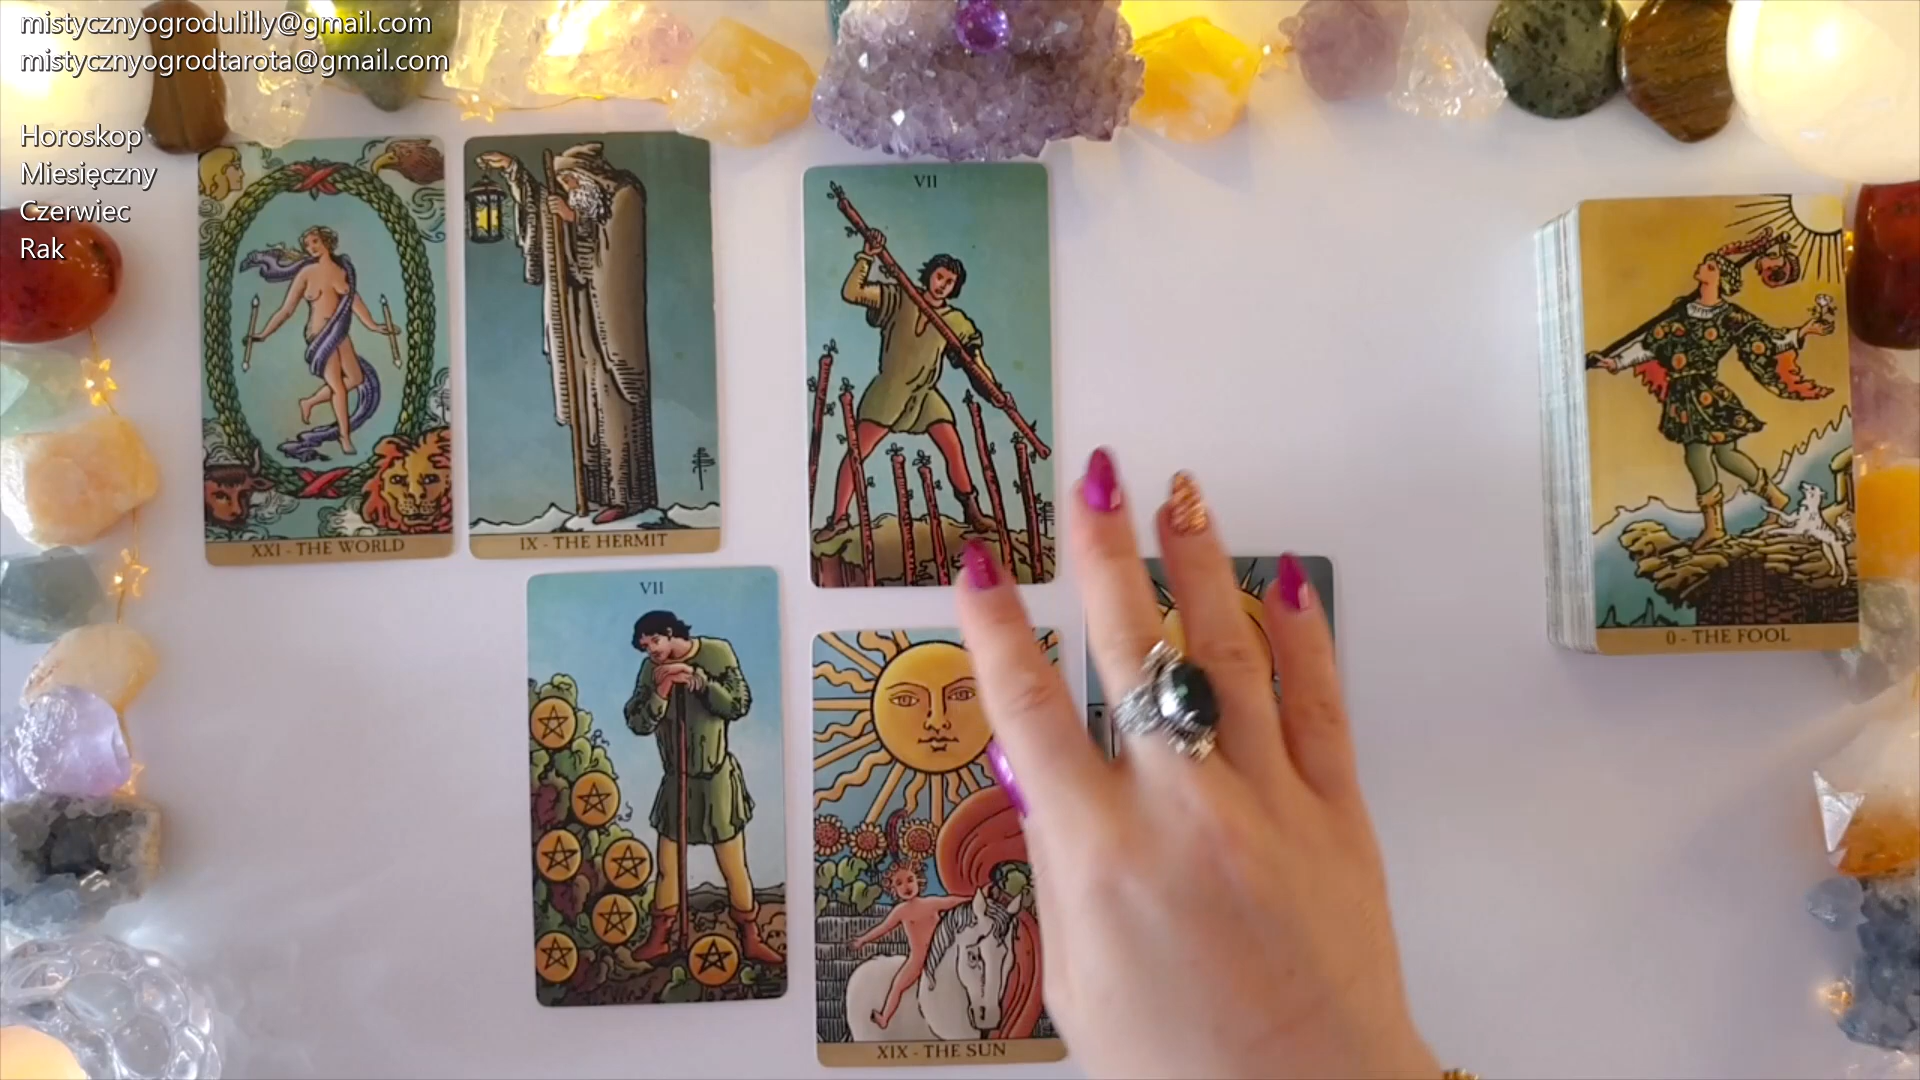 mistycznyogrodulilly@gmail.com
mistycznyogrodtarota@gmail.com
Horoskop
Miesięczny
Czerwiec
Rak
VII
XXI - THE WORLD
IX - THE HERMIT
VII
0 - THE FOOL
XIX - THE SUN